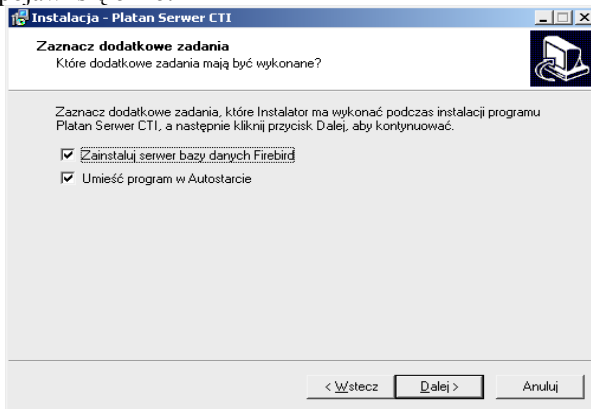 Instalacja - Platan Serwer CTI
Zaznacz dodatkowe zadania
Które dodatkowe zadania mają być wykonane?
Zaznacz dodatkowe zadania, które Instalator ma wykonać podczas instalacji programu
Platan Serwer CTI, a następnie kliknij przycisk Dalej, aby kontynuować.
Zainstaluj serwer bazy danych Firebird
Umieść program w Autostarcie
< Wstecz Dalej > Anuluj